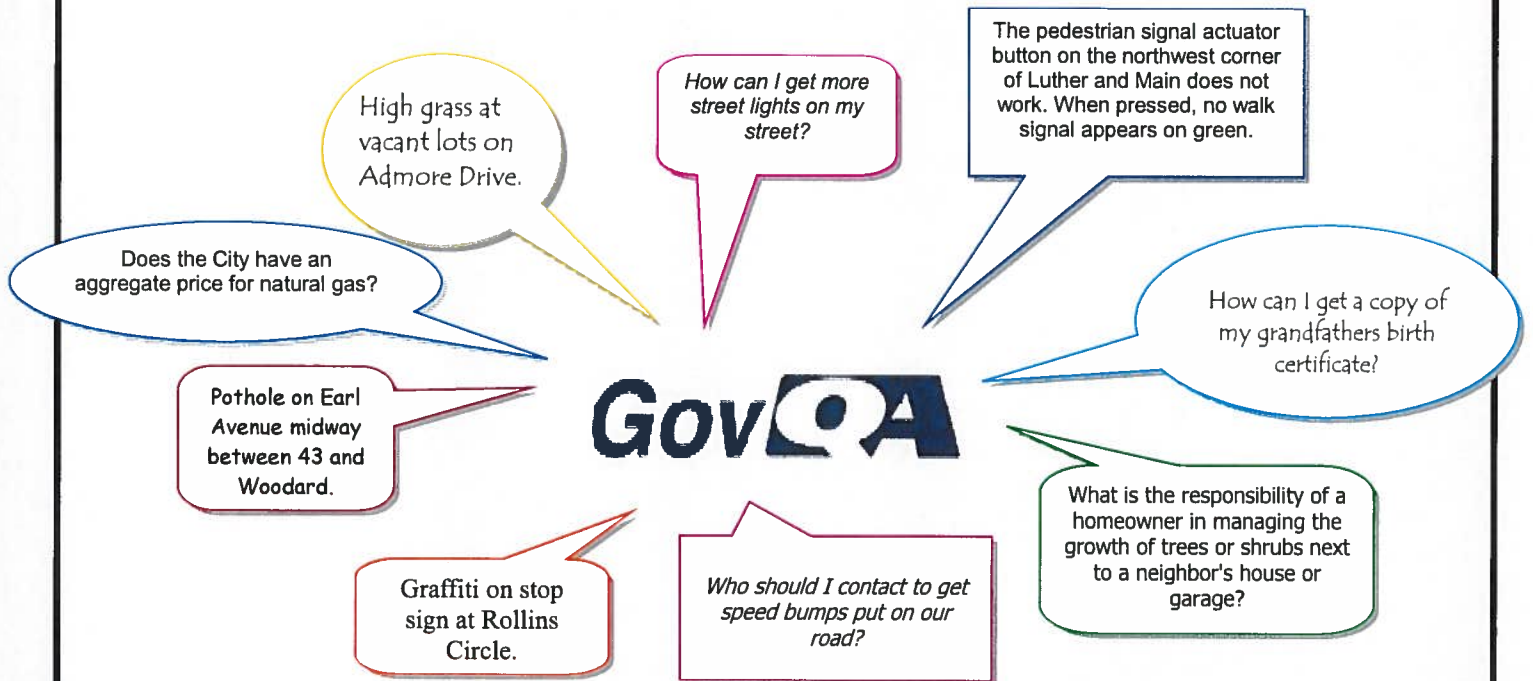 The pedestrian signal actuator
button on the northwest corner
of Luther and Main does not
work. When pressed, no walk
signal appears on green.
How can I get more
street lights on my
street?
High grass at
vacant lots on
Admore Drive.
Does the City have an
aggregate price for natural gas?
How can I get a copy of
my grandfathers birth
certificate?
Pothole on Earl
Avenue midway
between 43 and
Woodard.
GovQA
What is the responsibility of a
homeowner in managing the
growth of trees or shrubs next
to a neighbor's house or
garage?
Graffiti on stop
sign at Rollins
Circle.
Who should I contact to get
speed bumps put on our
road?